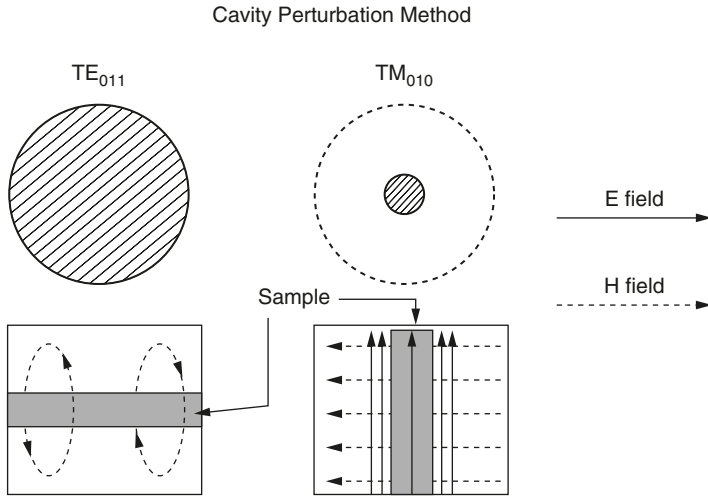 Cavity Perturbation Method
TE011
TM010
E field
H field
Sample